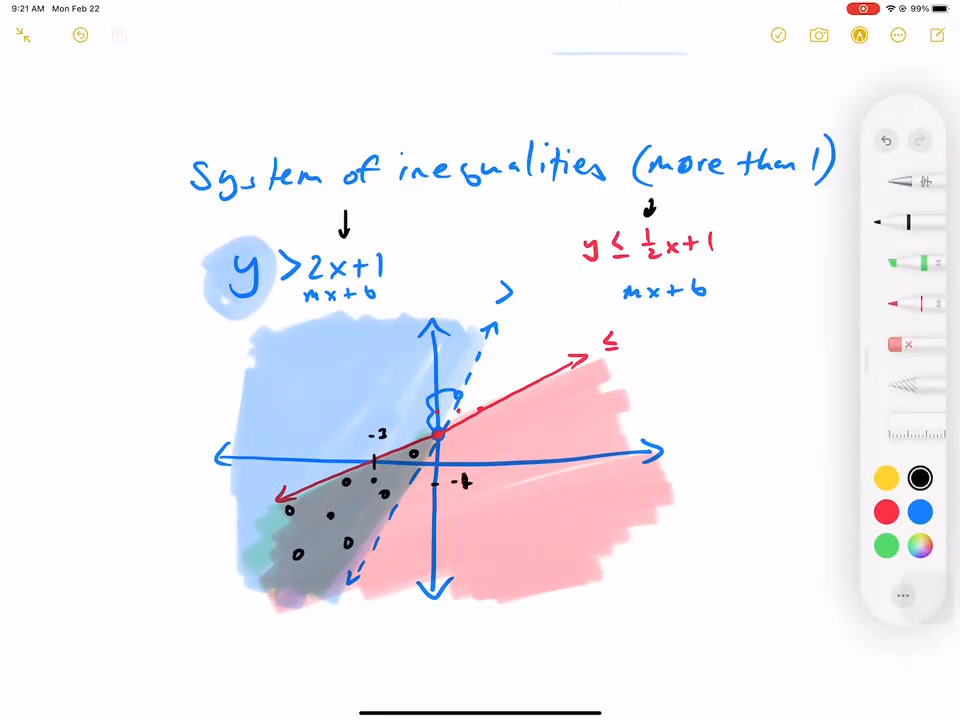 9:21 AM Mon Feb 22 99%
System of inequalities (more than 1)
y > 2x+1
mx+b
y ≤ 1/2x+1
mx+b
>
≤
-3